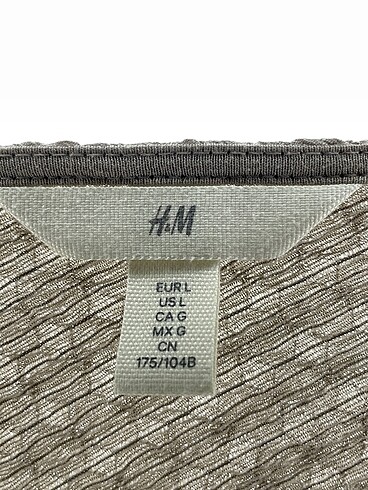 H&M
EUR L
US L
CA G
MX G
CN
175/104B